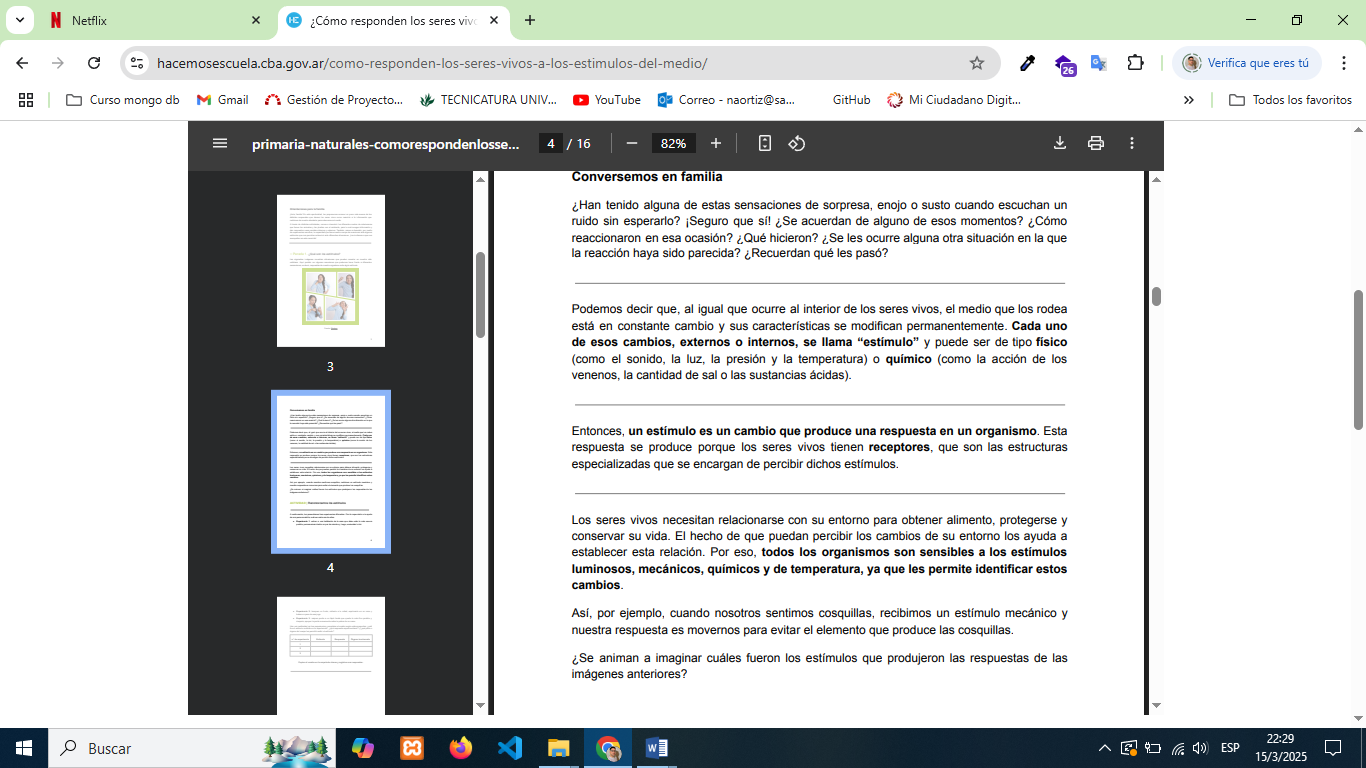 Netflix
¿Cómo responden los seres vivo
hacemosescuela.cba.gov.ar/como-responden-los-seres-vivos-a-los-estimulos-del-medio/
26
Verifica que eres tú
Curso mongo db
Gmail
Gestión de Proyecto...
TECNICATURA UNIV...
YouTube
Correo - naortiz@sa...
GitHub
Mi Ciudadano Digit...
Todos los favoritos
primaria-naturales-comorespondenlosse...
4 / 16
82%
3
4
Conversemos en familia
¿Han tenido alguna de estas sensaciones de sorpresa, enojo o susto cuando escuchan un
ruido sin esperarlo? ¡Seguro que sí! ¿Se acuerdan de alguno de esos momentos? ¿Cómo
reaccionaron en esa ocasión? ¿Qué hicieron? ¿Se les ocurre alguna otra situación en la que
la reacción haya sido parecida? ¿Recuerdan qué les pasó?
Podemos decir que, al igual que ocurre al interior de los seres vivos, el medio que los rodea
está en constante cambio y sus características se modifican permanentemente. Cada uno
de esos cambios, externos o internos, se llama “estímulo” y puede ser de tipo físico
(como el sonido, la luz, la presión y la temperatura) o químico (como la acción de los
venenos, la cantidad de sal o las sustancias ácidas).
Entonces, un estímulo es un cambio que produce una respuesta en un organismo. Esta
respuesta se produce porque los seres vivos tienen receptores, que son las estructuras
especializadas que se encargan de percibir dichos estímulos.
Los seres vivos necesitan relacionarse con su entorno para obtener alimento, protegerse y
conservar su vida. El hecho de que puedan percibir los cambios de su entorno los ayuda a
establecer esta relación. Por eso, todos los organismos son sensibles a los estímulos
luminosos, mecánicos, químicos y de temperatura, ya que les permite identificar estos
cambios.
Así, por ejemplo, cuando nosotros sentimos cosquillas, recibimos un estímulo mecánico y
nuestra respuesta es movernos para evitar el elemento que produce las cosquillas.
¿Se animan a imaginar cuáles fueron los estímulos que produjeron las respuestas de las
imágenes anteriores?
Buscar
ESP
22:29
15/3/2025